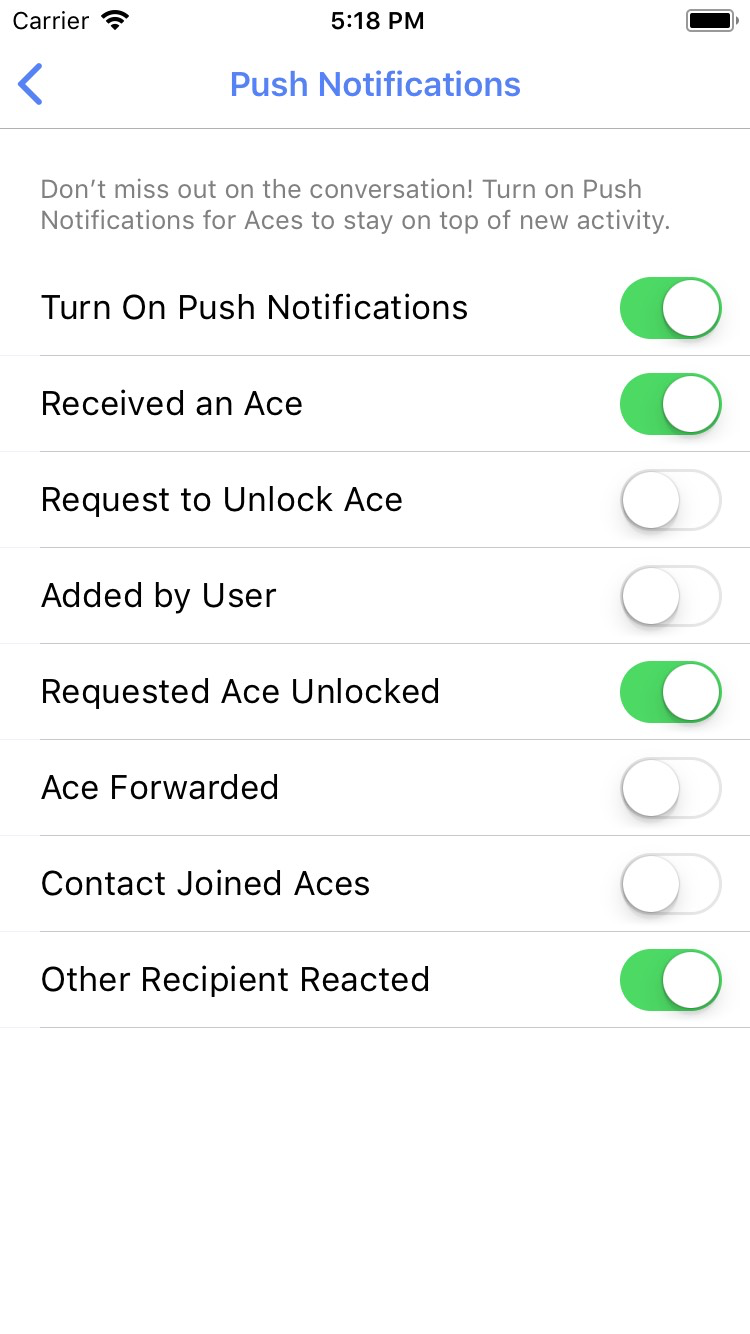 Carrier 5:18 PM
Push Notifications
Don’t miss out on the conversation! Turn on Push
Notifications for Aces to stay on top of new activity.
Turn On Push Notifications
Received an Ace
Request to Unlock Ace
Added by User
Requested Ace Unlocked
Ace Forwarded
Contact Joined Aces
Other Recipient Reacted